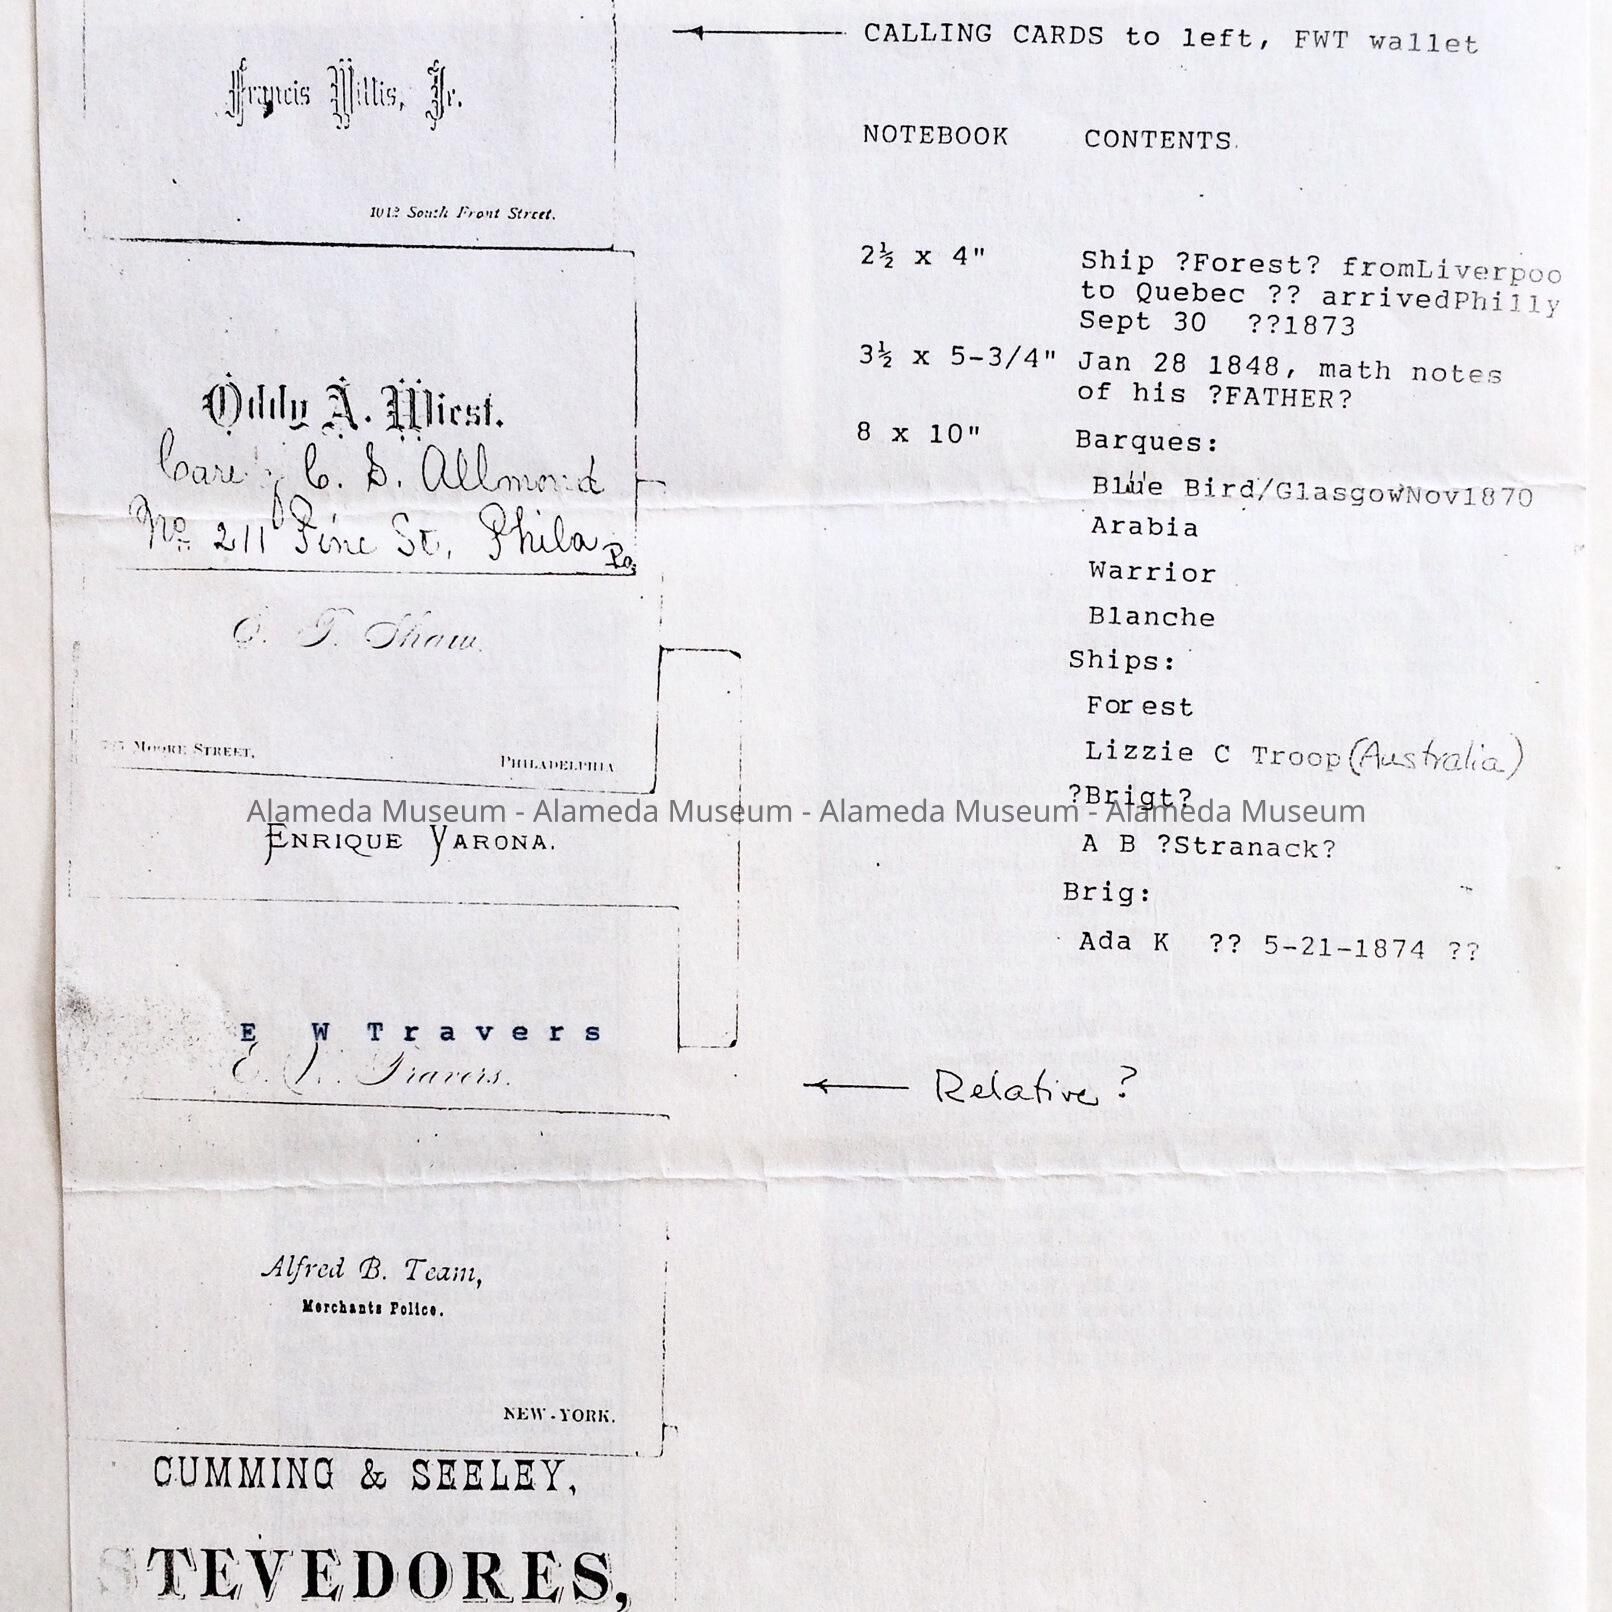 CALLING CARDS to left, FWT wallet
Francis Willis, Jr.
1012 South Front Street.
Oddy A. Wiest.
Care of C. S. Allmond
No. 211 Pine St, Phila Pa.
T. Shaw.
MOORE STREET,
PHILADELPHIA
ENRIQUE VARONA.
E W Travers
E. W. Travers.
Relative?
Alfred B. Team,
Merchants Police.
NEW-YORK.
CUMMING & SEELEY,
STEVEDORES,
NOTEBOOK CONTENTS
2½ x 4" Ship ?Forest? fromLiverpoo
to Quebec ?? arrivedPhilly
Sept 30 ??1873
3½ x 5-3/4" Jan 28 1848, math notes
of his ?FATHER?
8 x 10" Barques:
Blue Bird/GlasgowNov1870
Arabia
Warrior
Blanche
Ships:
Forest
Lizzie C Troop (Australia)
?Brigt?
A B ?Stranack?
Brig:
Ada K ?? 5-21-1874 ??
Alameda Museum - Alameda Museum - Alameda Museum - Alameda Museum